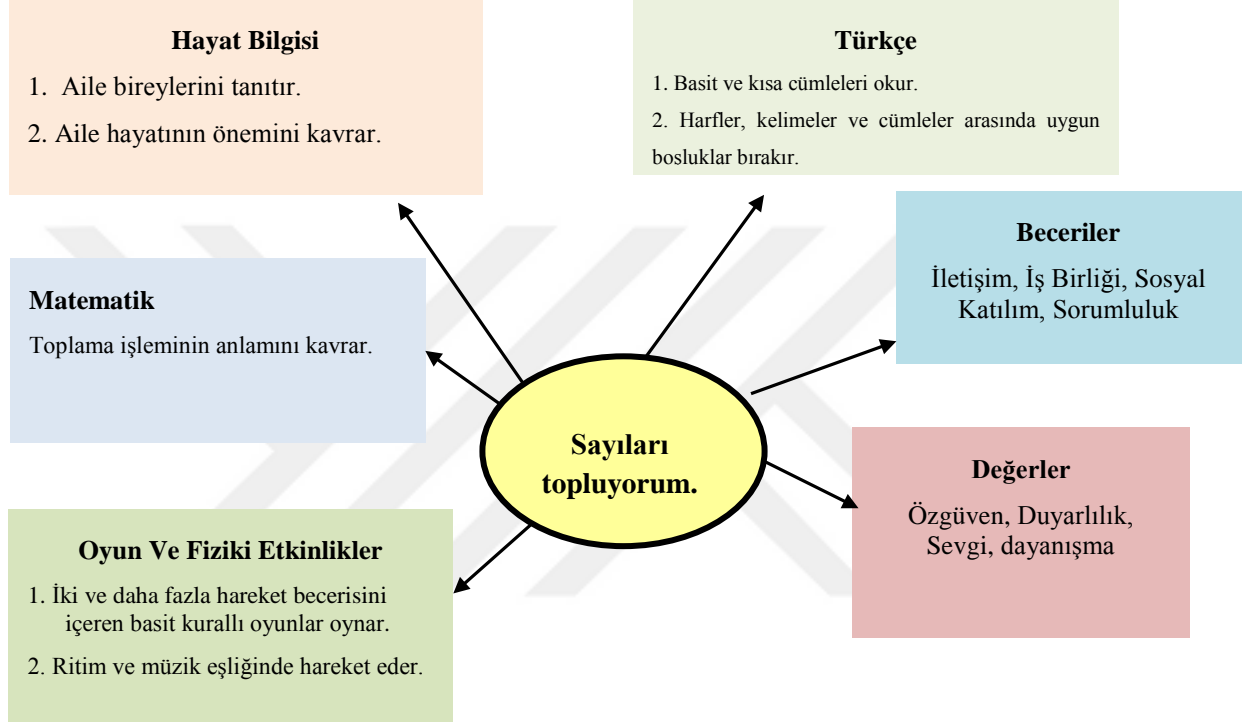 Hayat Bilgisi
1. Aile bireylerini tanıtır.
2. Aile hayatının önemini kavrar.
Türkçe
1. Basit ve kısa cümleleri okur.
2. Harfler, kelimeler ve cümleler arasında uygun
bosluklar bırakır.
Beceriler
İletişim, İş Birliği, Sosyal
Katılım, Sorumluluk
Matematik
Toplama işleminin anlamını kavrar.
Sayıları
topluyorum.
Değerler
Özgüven, Duyarlılık,
Sevgi, dayanışma
Oyun Ve Fiziki Etkinlikler
1. İki ve daha fazla hareket becerisini
içeren basit kurallı oyunlar oynar.
2. Ritim ve müzik eşliğinde hareket eder.